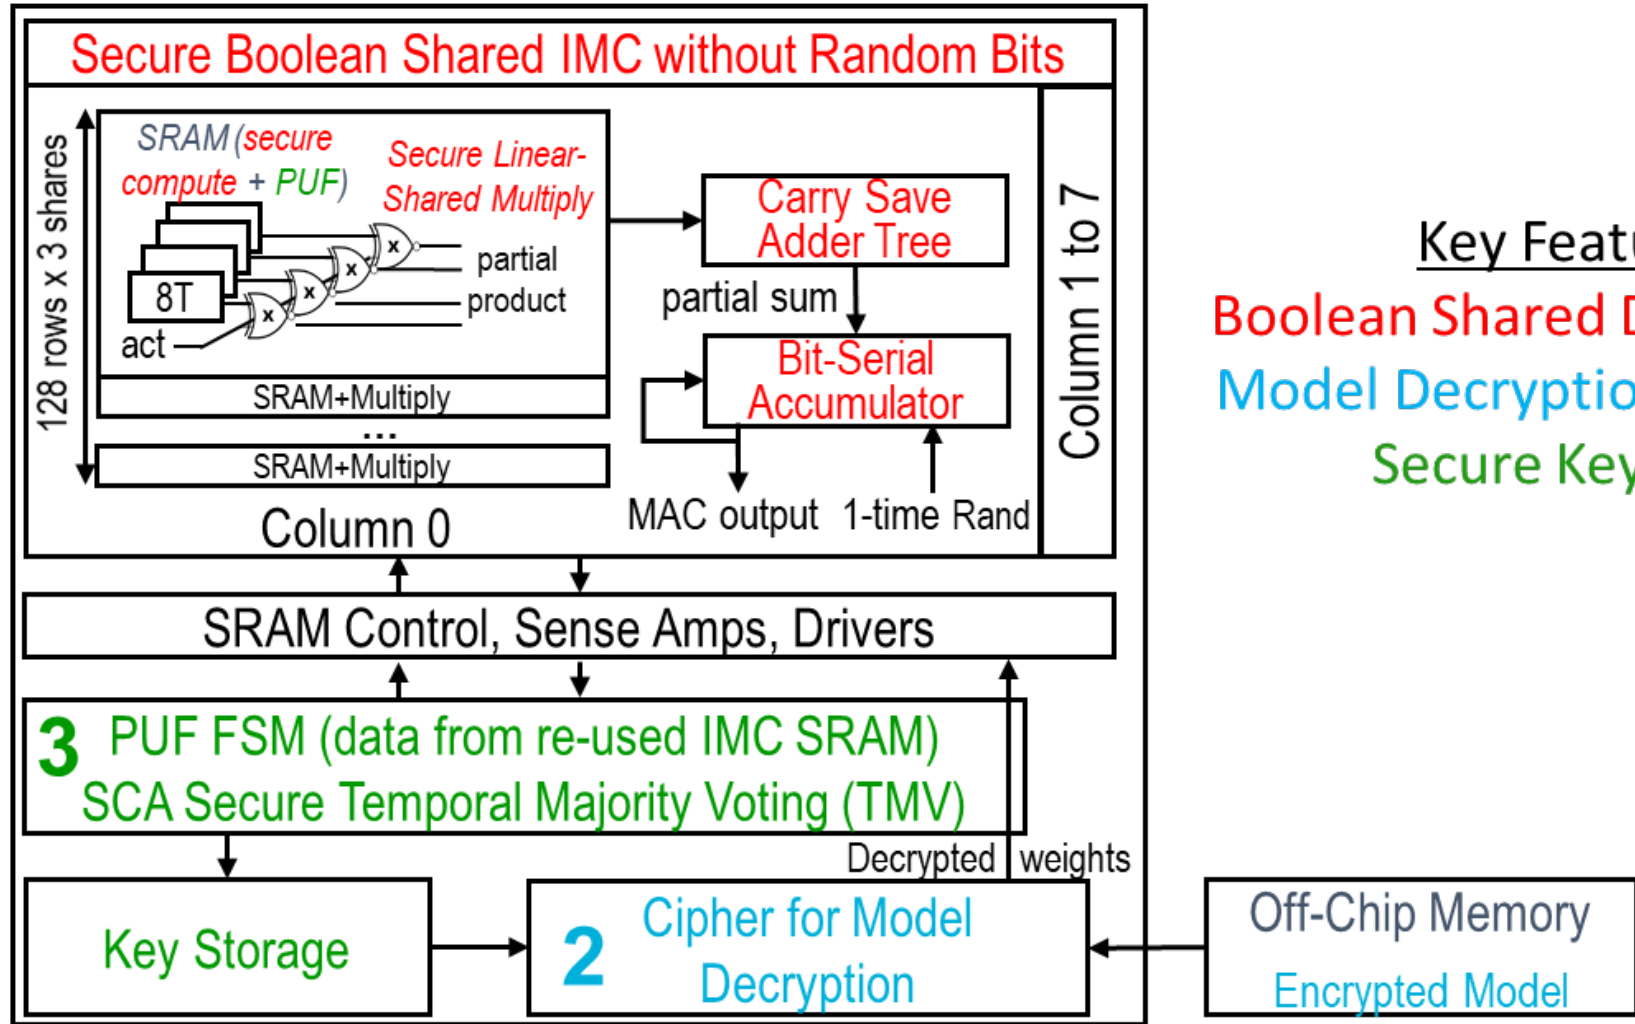 Secure Boolean Shared IMC without Random Bits
128 rows x 3 shares
SRAM (secure
compute + PUF)
Secure Linear-
Shared Multiply
8T
act
x
x
x
x
partial
product
SRAM+Multiply
...
SRAM+Multiply
Column 0
Carry Save
Adder Tree
partial sum
Bit-Serial
Accumulator
MAC output
1-time Rand
Column 1 to 7
SRAM Control, Sense Amps, Drivers
3
PUF FSM (data from re-used IMC SRAM)
SCA Secure Temporal Majority Voting (TMV)
Decrypted weights
Key Storage
2
Cipher for Model
Decryption
Off-Chip Memory
Encrypted Model
Key
Boolean Shared
Model
Secure Key